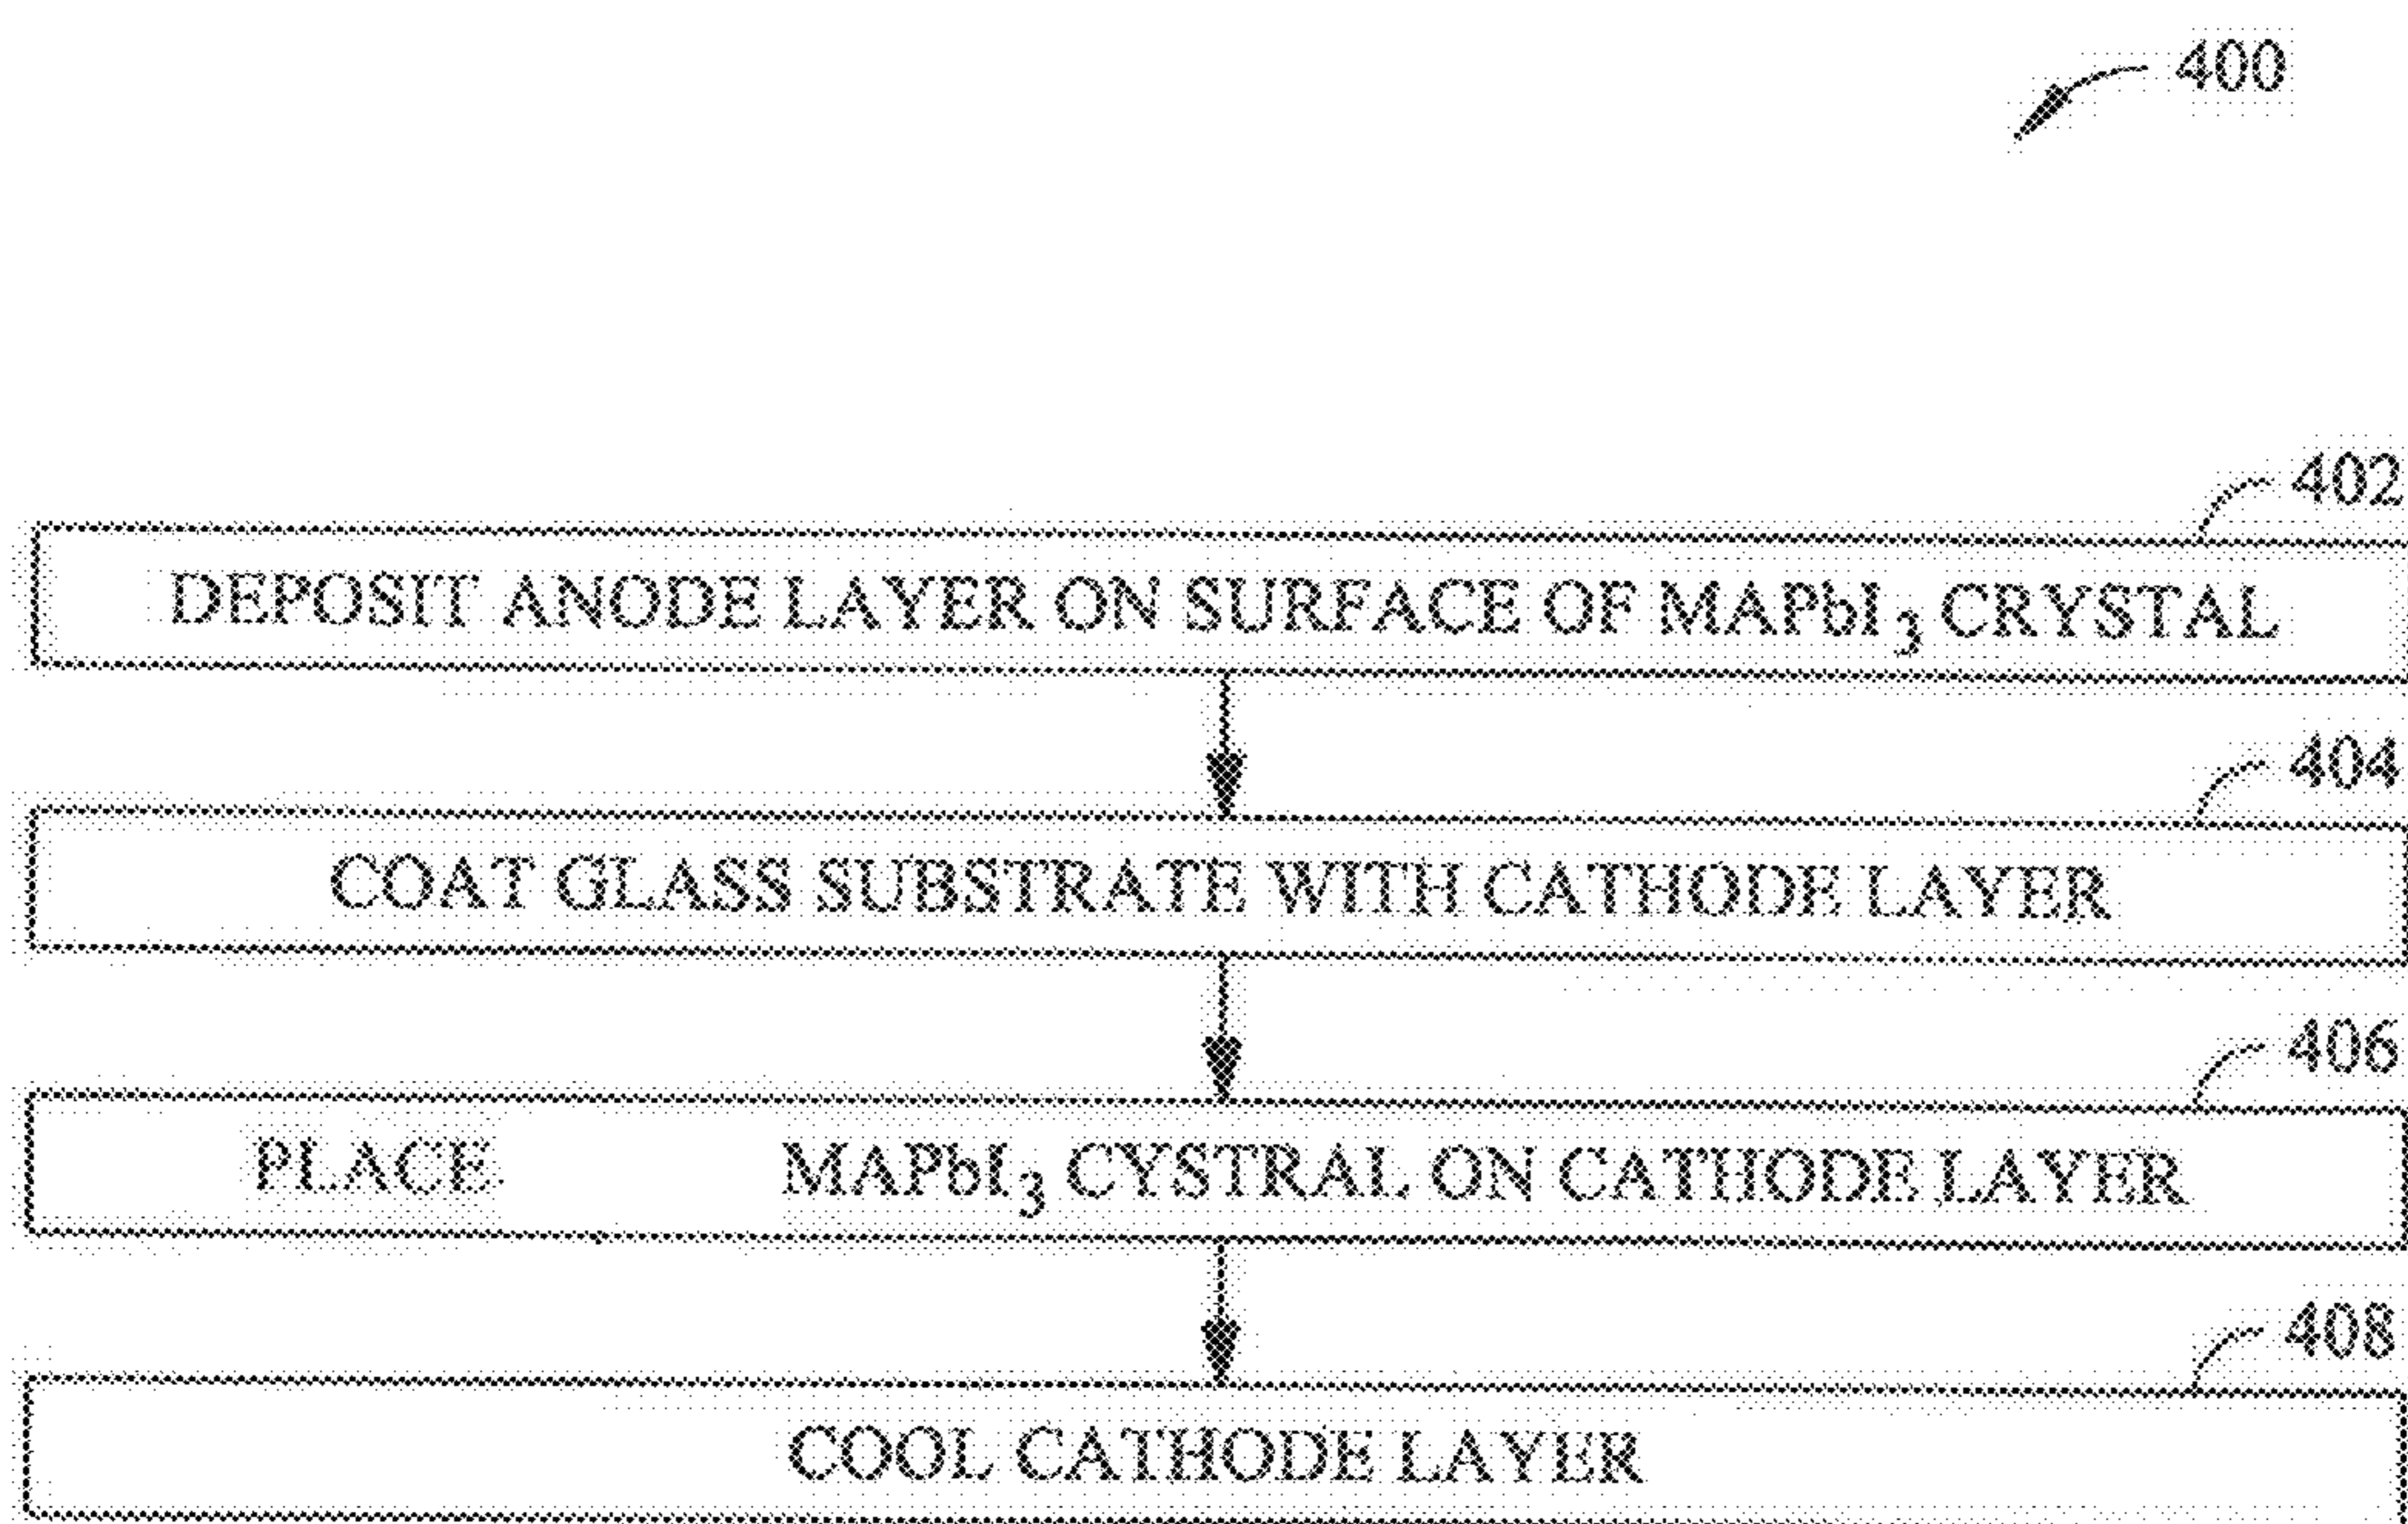 400
402
DEPOSIT ANODE LAYER ON SURFACE OF MAPbI3 CRYSTAL
404
COAT GLASS SUBSTRATE WITH CATHODE LAYER
406
PLACE MAPbI3 CYSTRAL ON CATHODE LAYER
408
COOL CATHODE LAYER